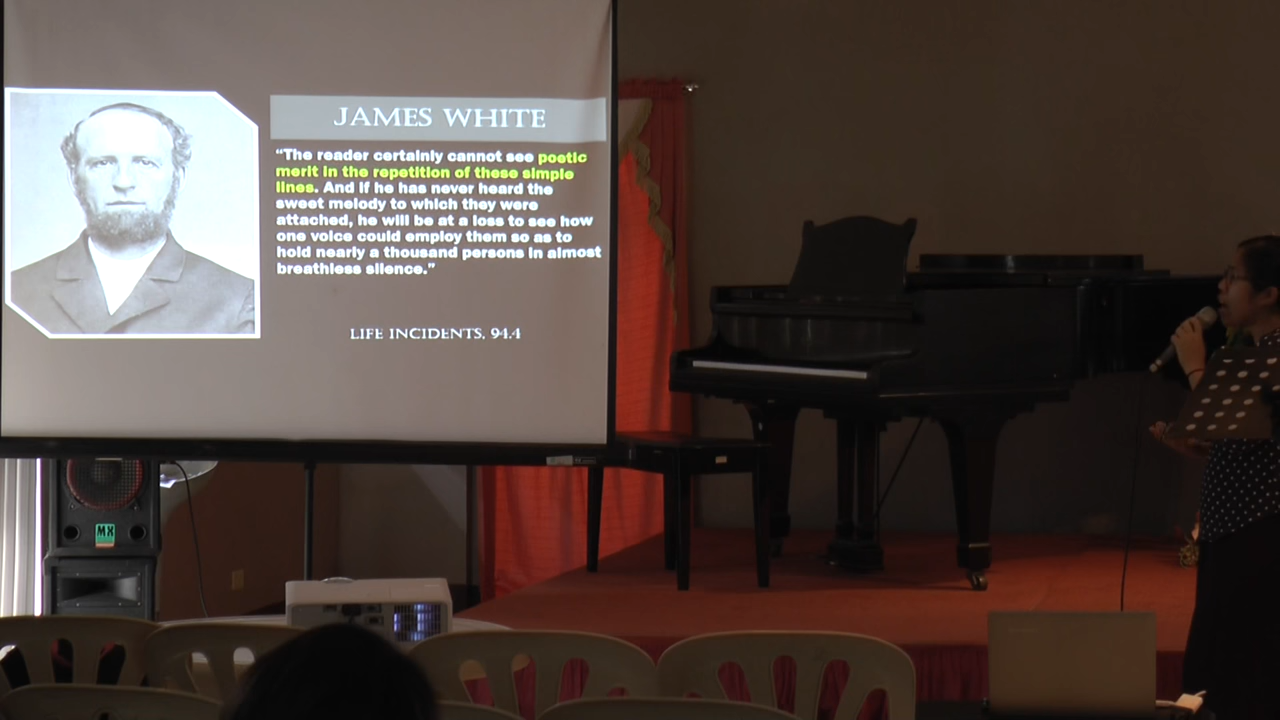 JAMES WHITE
“The reader certainly cannot see poetic
merit in the repetition of these simple
lines. And if he has never heard the
sweet melody to which they were
attached, he will be at a loss to see how
one voice could employ them so as to
hold nearly a thousand persons in almost
breathless silence.”
LIFE INCIDENTS, 94.4
MX